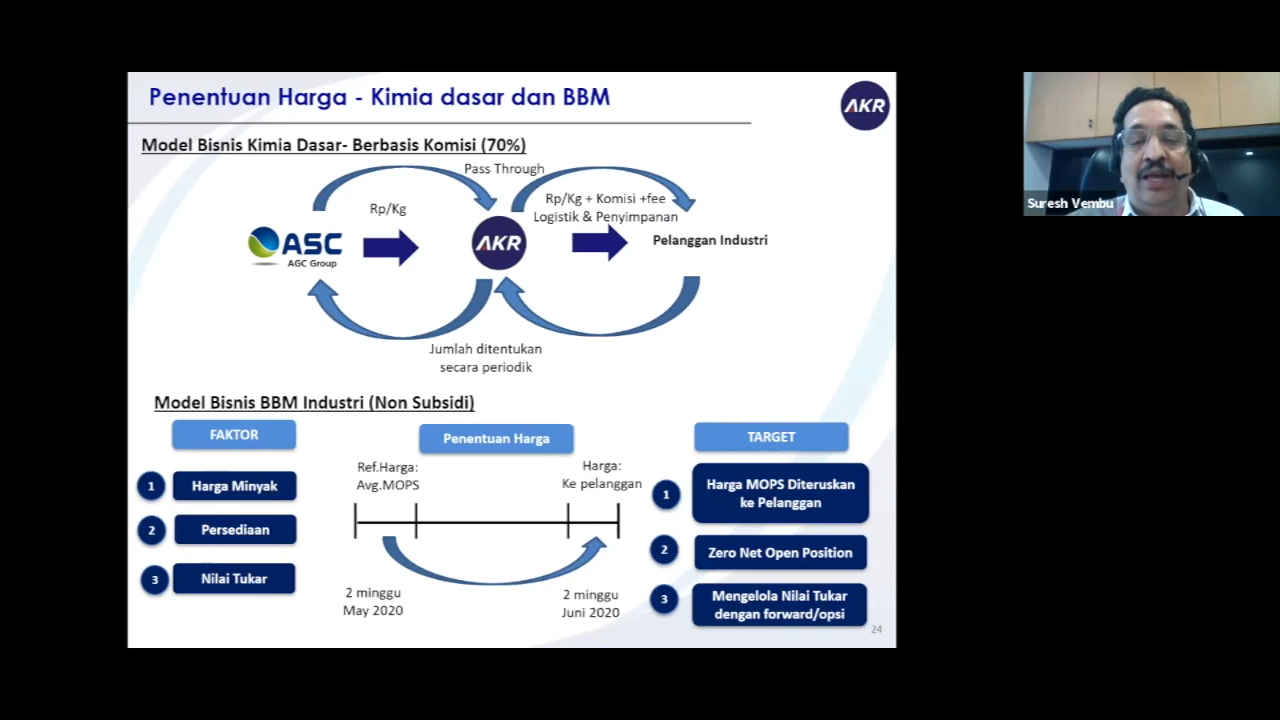 Penentuan Harga - Kimia dasar dan BBM
AKR
Model Bisnis Kimia Dasar- Berbasis Komisi (70%)
Pass Through
Rp/Kg
Rp/Kg + Komisi +fee
Logistik & Penyimpanan
ASC
AGC Group
AKR
Pelanggan Industri
Jumlah ditentukan
secara periodik
Model Bisnis BBM Industri (Non Subsidi)
FAKTOR
1 Harga Minyak
2 Persediaan
3 Nilai Tukar
Penentuan Harga
Ref.Harga:
Avg.MOPS
Harga:
Ke pelanggan
2 minggu
May 2020
2 minggu
Juni 2020
TARGET
1 Harga MOPS Diteruskan
ke Pelanggan
2 Zero Net Open Position
3 Mengelola Nilai Tukar
dengan forward/opsi
24
Suresh Vembu